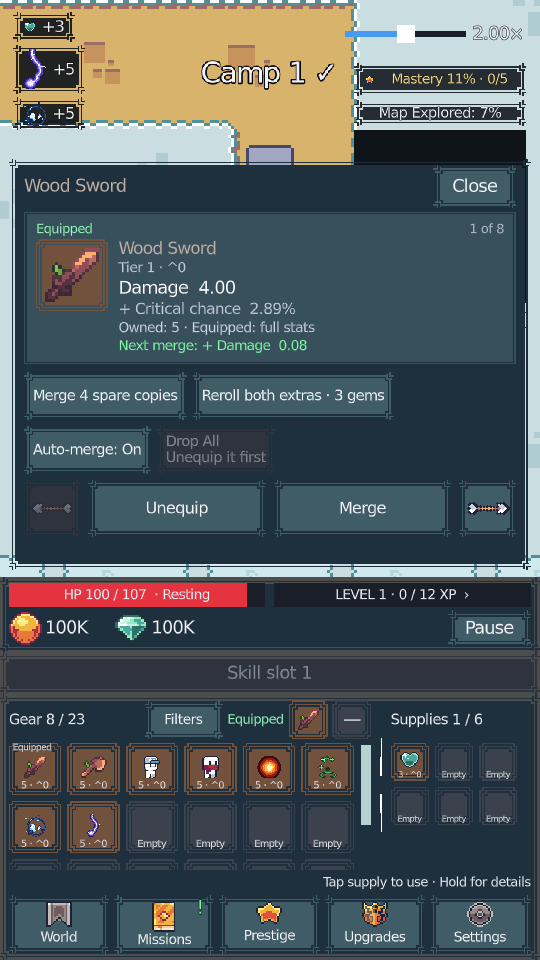 +3
+5
+5
Camp 1 ✓
2.00×
Mastery 11% · 0/5
Map Explored: 7%
Wood Sword
Close
Equipped
1 of 8
Wood Sword
Tier 1 · ^0
Damage 4.00
+ Critical chance 2.89%
Owned: 5 · Equipped: full stats
Next merge: + Damage 0.08
Merge 4 spare copies
Reroll both extras · 3 gems
Auto-merge: On
Drop All
Unequip it first
Unequip
Merge
HP 100 / 107 · Resting
LEVEL 1 · 0 / 12 XP ›
100K
100K
Pause
Skill slot 1
Gear 8 / 23
Filters
Equipped
—
Supplies 1 / 6
Equipped
5 · ^0
5 · ^0
5 · ^0
5 · ^0
5 · ^0
5 · ^0
3 · ^0
Empty
Empty
5 · ^0
5 · ^0
Empty
Empty
Empty
Empty
Empty
Empty
Empty
Tap supply to use · Hold for details
World
Missions
!
Prestige
Upgrades
Settings